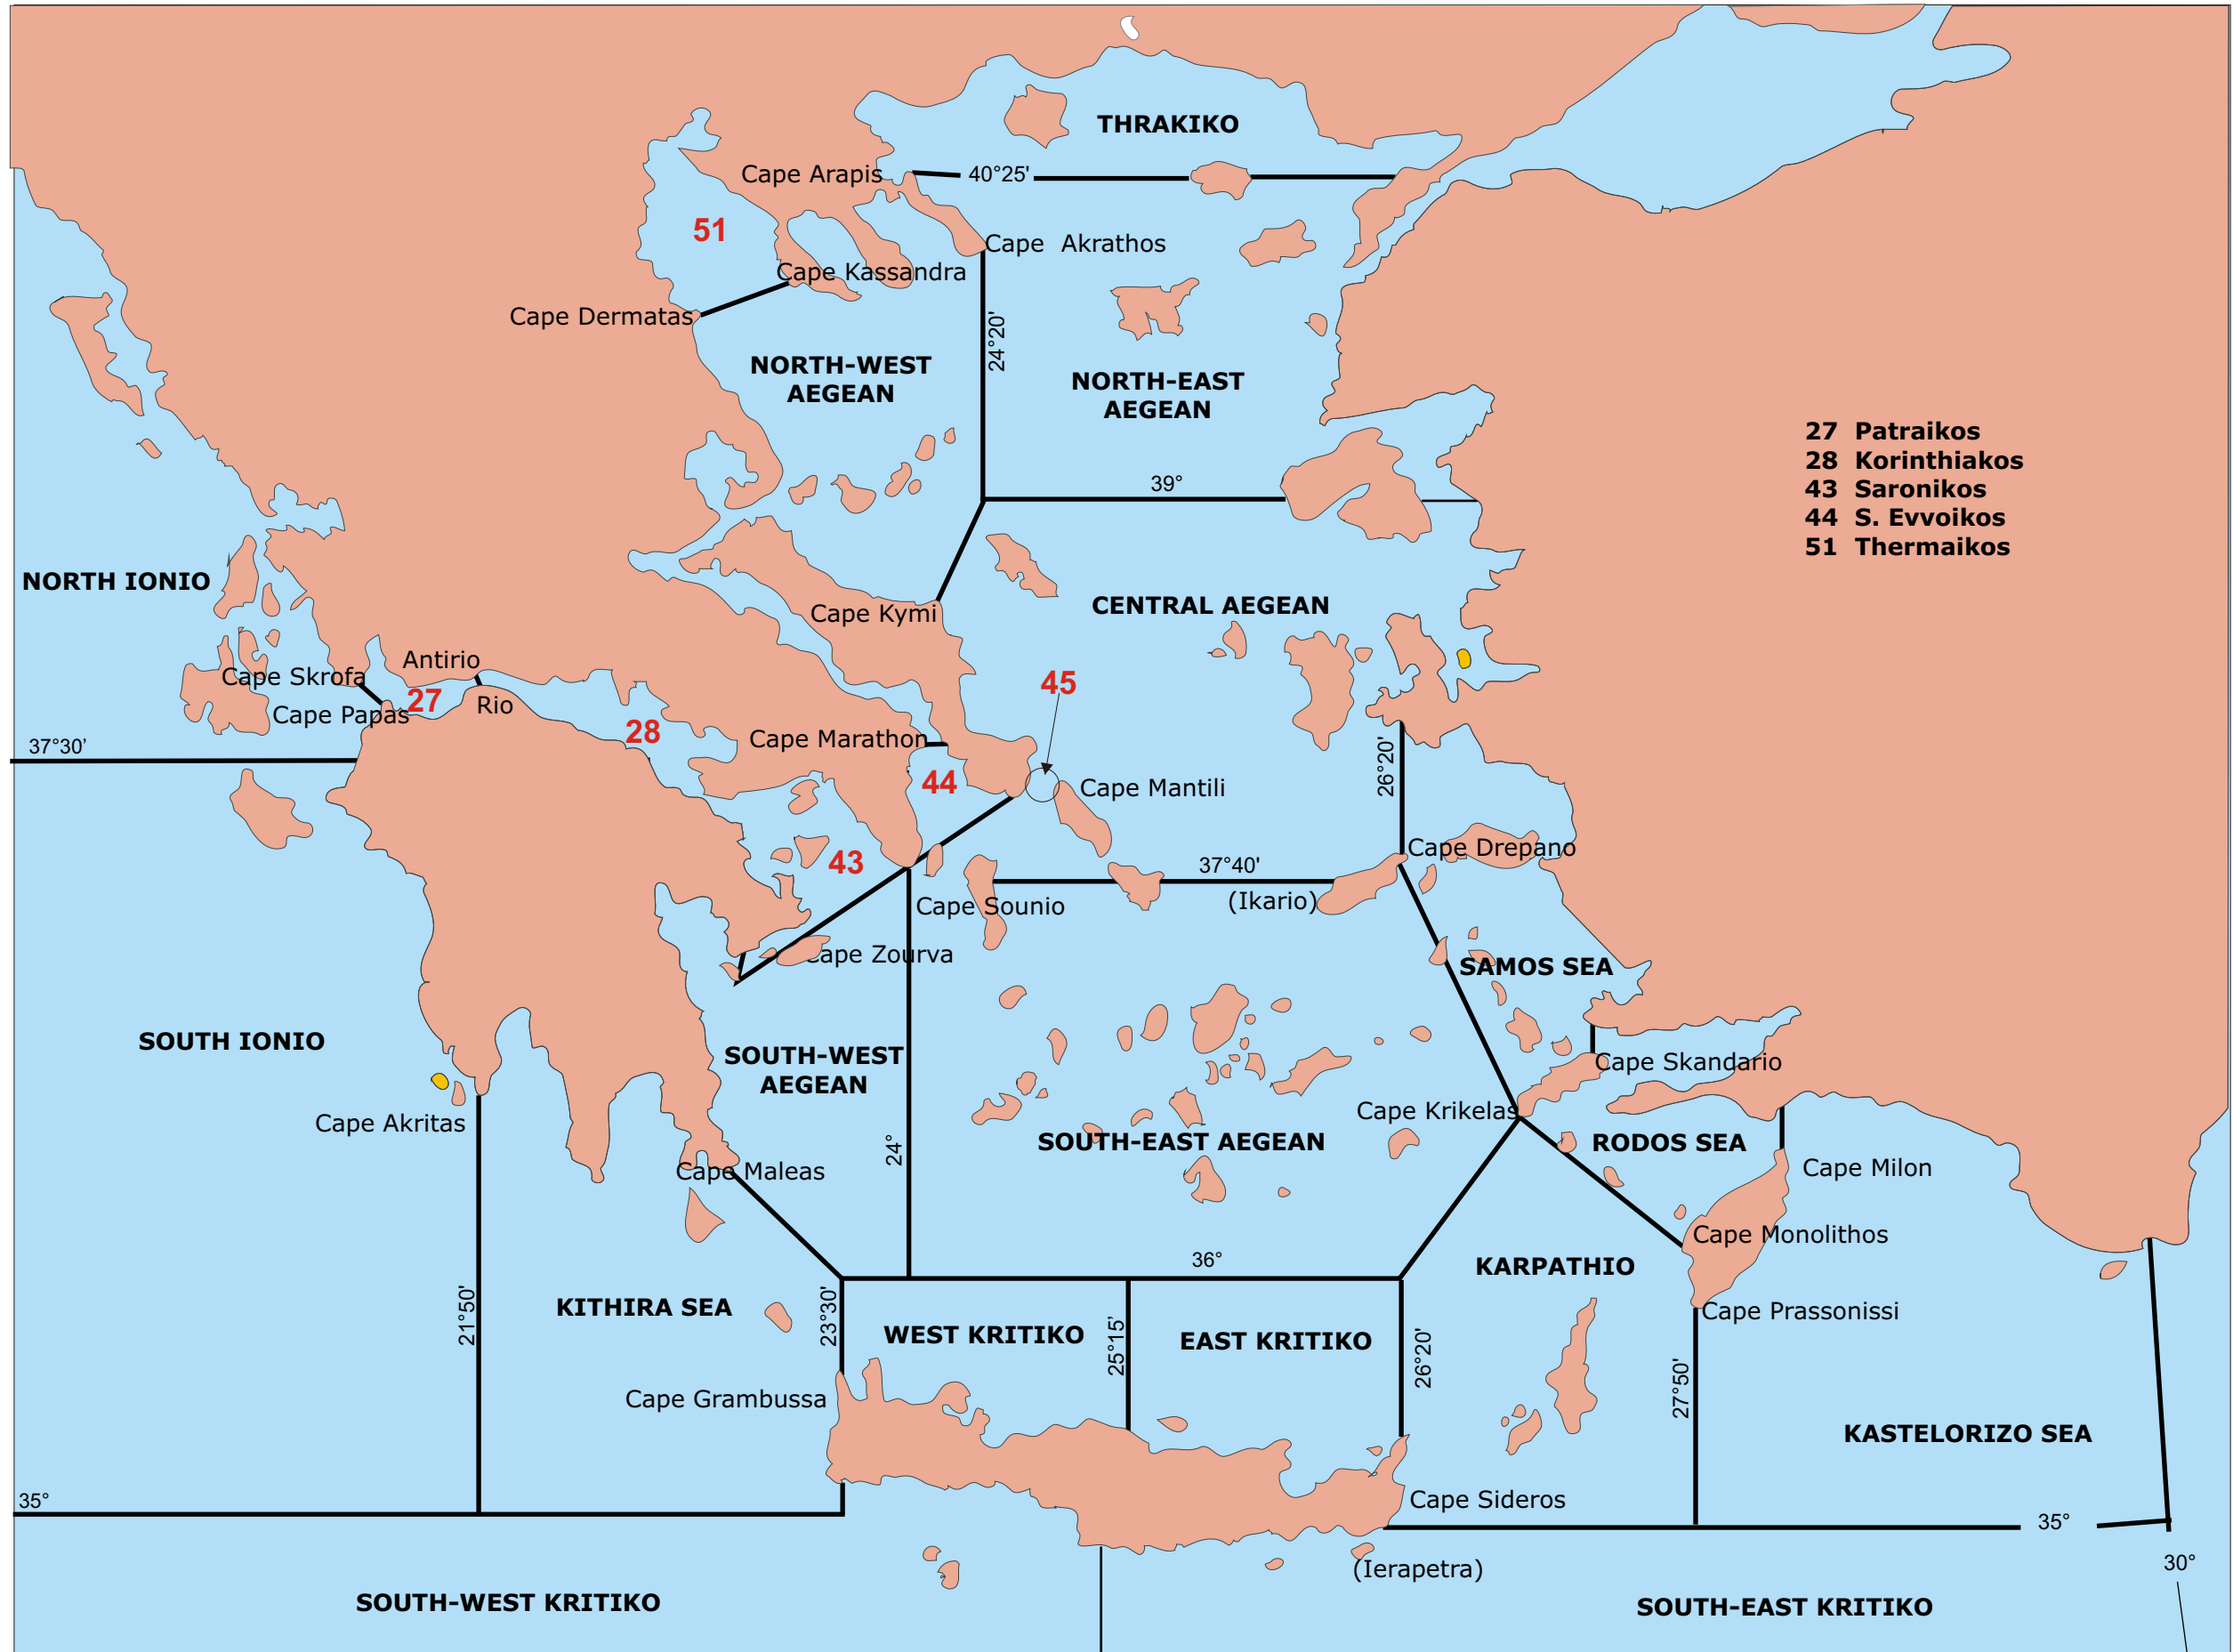 THRAKIKO
Cape Arapis
40°25'
51
Cape Akrathos
Cape Kassandra
Cape Dermatas
24°20'
NORTH-WEST
AEGEAN
NORTH-EAST
AEGEAN
27 Patraikos
28 Korinthiakos
43 Saronikos
44 S. Evvoikos
51 Thermaikos
39°
NORTH IONIO
CENTRAL AEGEAN
Cape Kymi
Antirio
Cape Skrofa
45
27
Rio
Cape Papas
28
Cape Marathon
37°30’
26°20'
44
Cape Mantili
43
37°40'
Cape Drepano
(Ikario)
Cape Sounio
Cape Zourva
SAMOS SEA
SOUTH IONIO
SOUTH-WEST
AEGEAN
Cape Skandario
Cape Krikelas
Cape Akritas
24°
SOUTH-EAST AEGEAN
RODOS SEA
Cape Maleas
Cape Milon
Cape Monolithos
36°
KARPATHIO
KITHIRA SEA
21°50'
23°30'
Cape Prassonissi
WEST KRITIKO
25°15’
EAST KRITIKO
26°20'
27°50'
Cape Grambussa
KASTELORIZO SEA
35°
Cape Sideros
35°
30°
(Ierapetra)
SOUTH-WEST KRITIKO
SOUTH-EAST KRITIKO